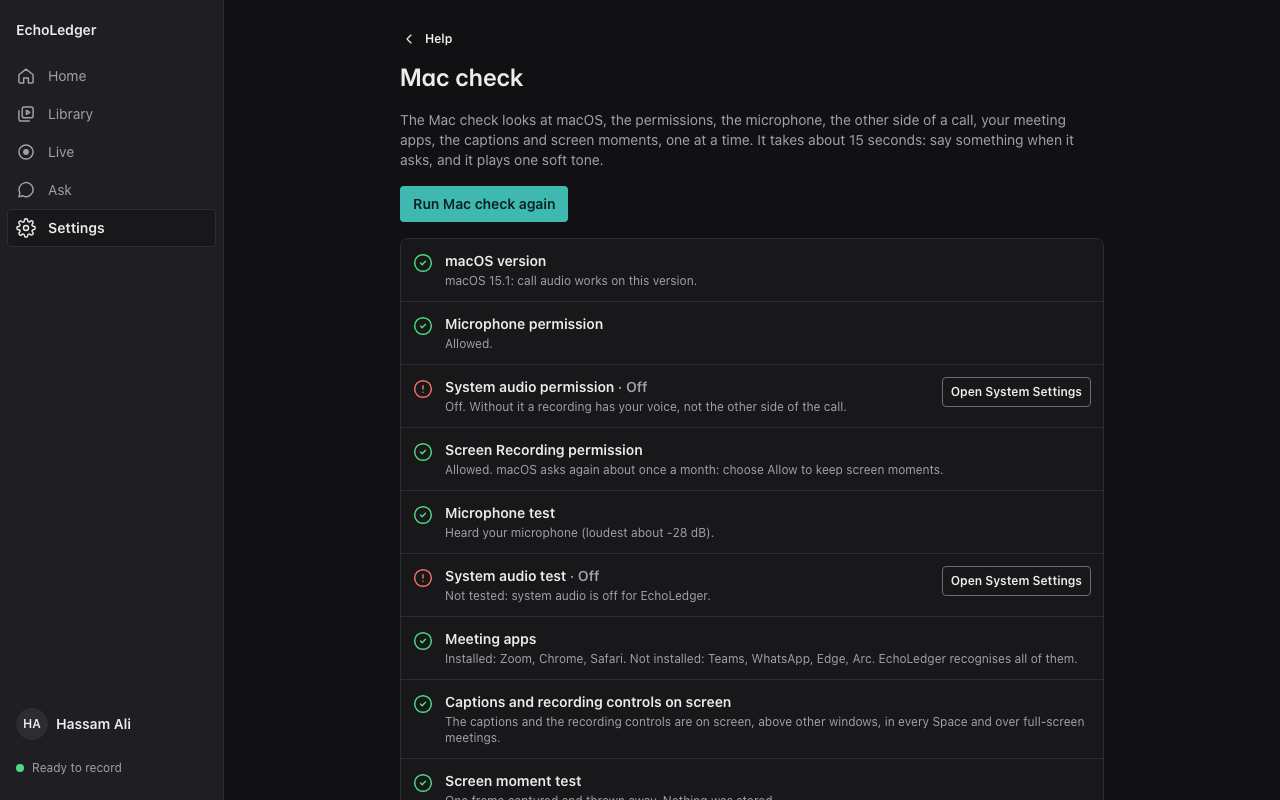 EchoLedger
Home
Library
Live
Ask
Settings
HA
Hassam Ali
Ready to record
Help
Mac check
The Mac check looks at macOS, the permissions, the microphone, the other side of a call, your meeting
apps, the captions and screen moments, one at a time. It takes about 15 seconds: say something when it
asks, and it plays one soft tone.
Run Mac check again
macOS version
macOS 15.1: call audio works on this version.
Microphone permission
Allowed.
System audio permission · Off
Off. Without it a recording has your voice, not the other side of the call.
Open System Settings
Screen Recording permission
Allowed. macOS asks again about once a month: choose Allow to keep screen moments.
Microphone test
Heard your microphone (loudest about -28 dB).
System audio test · Off
Not tested: system audio is off for EchoLedger.
Open System Settings
Meeting apps
Installed: Zoom, Chrome, Safari. Not installed: Teams, WhatsApp, Edge, Arc. EchoLedger recognises all of them.
Captions and recording controls on screen
The captions and the recording controls are on screen, above other windows, in every Space and over full-screen
meetings.
Screen moment test
One frame captured and thrown away. Nothing was stored.